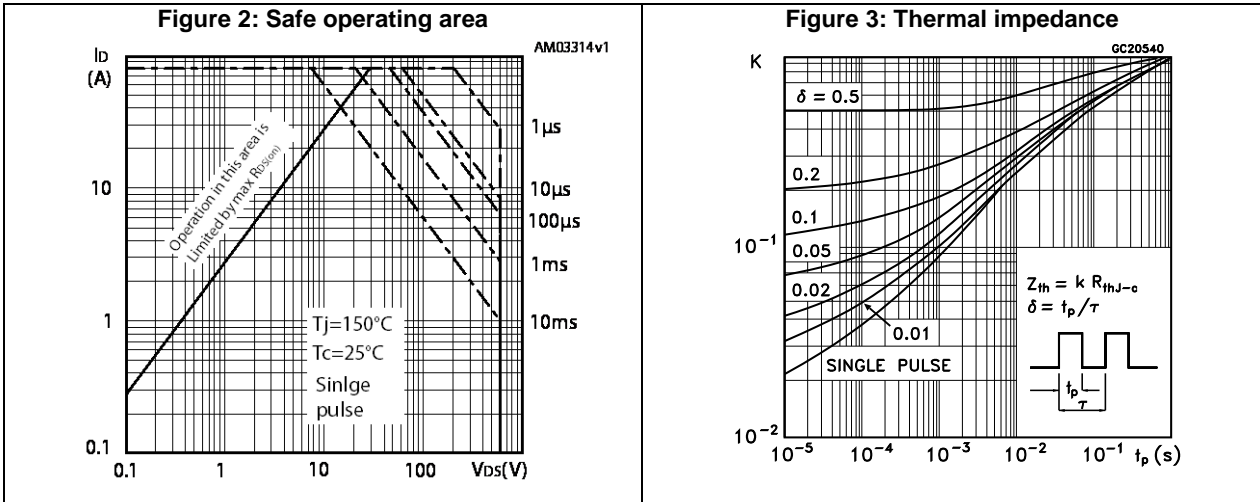 Figure 2: Safe operating area
AM03314v1
ID
(A)
10
1
0.1
0.1
1
10
100
VDS(V)
Operation in this area is
Limited by max RDS(on)
1µs
10µs
100µs
1ms
10ms
Tj=150°C
Tc=25°C
Sinlge
pulse
Figure 3: Thermal impedance
GC20540
K
δ = 0.5
0.2
0.1
0.05
0.02
0.01
SINGLE PULSE
10⁻¹
10⁻²
Zth = k RthJ-c
δ = tp/τ
tp
τ
10⁻⁵
10⁻⁴
10⁻³
10⁻²
10⁻¹
tp (s)